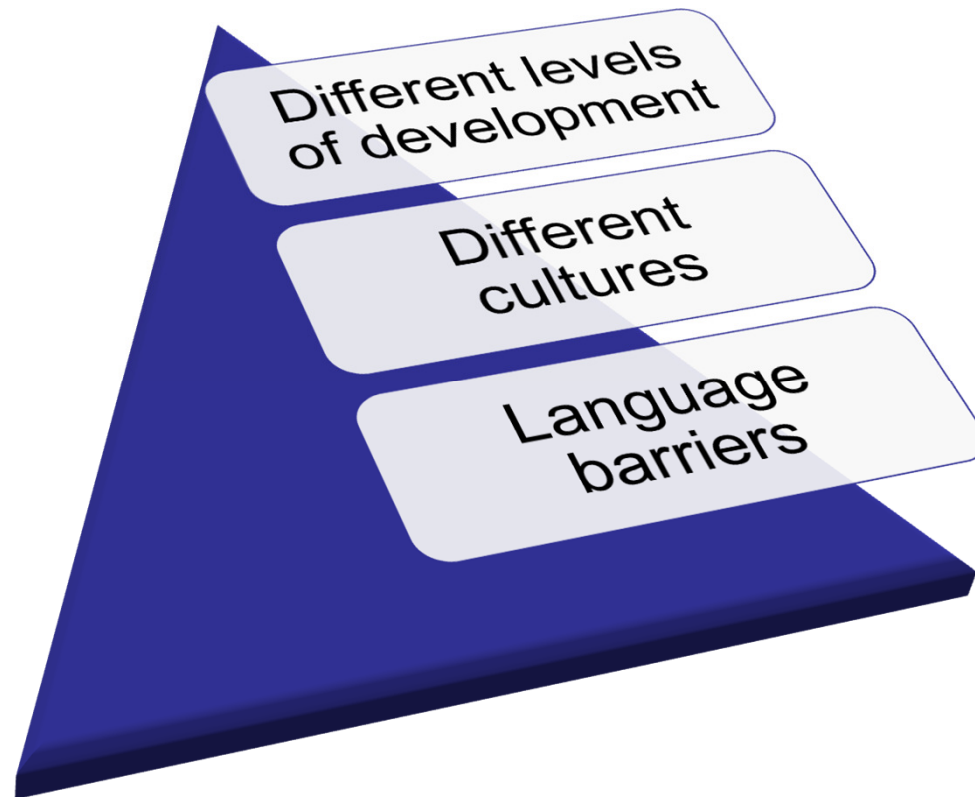 Different levels
of development
Different
cultures
Language
barriers